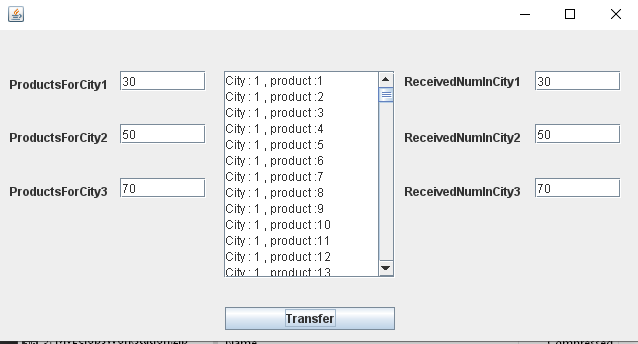 ProductsForCity1
30
ProductsForCity2
50
ProductsForCity3
70
City : 1 , product :1
City : 1 , product :2
City : 1 , product :3
City : 1 , product :4
City : 1 , product :5
City : 1 , product :6
City : 1 , product :7
City : 1 , product :8
City : 1 , product :9
City : 1 , product :10
City : 1 , product :11
City : 1 , product :12
City : 1 , product :13
ReceivedNumInCity1
30
ReceivedNumInCity2
50
ReceivedNumInCity3
70
Transfer
Name
Compressed